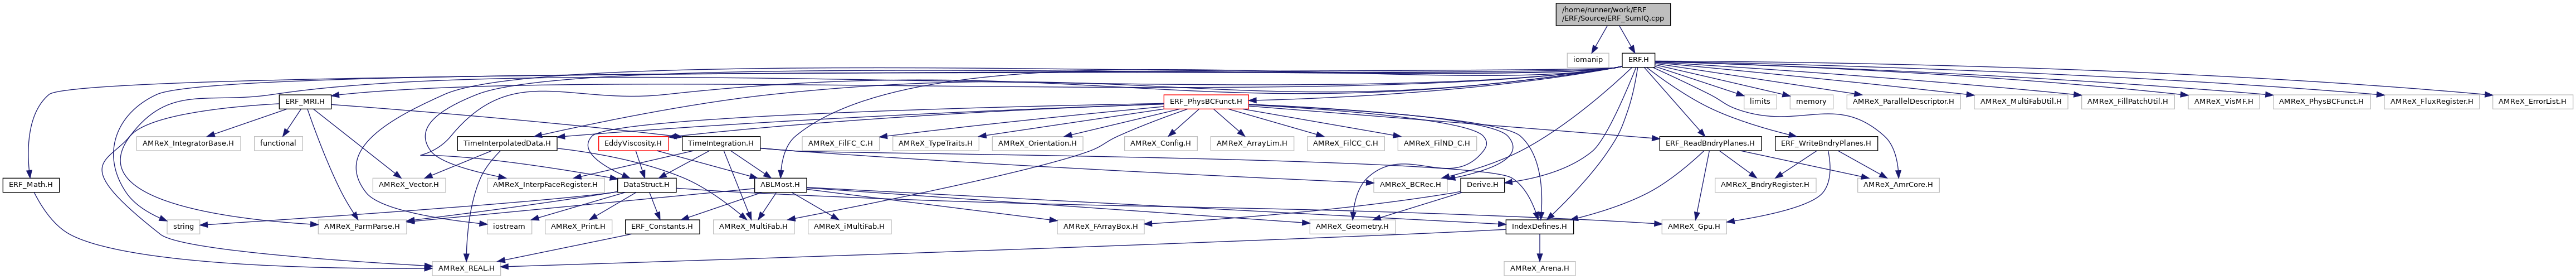 /home/runner/work/ERF
/ERF/Source/ERF_SumIQ.cpp
iomanip
ERF.H
ERF_MRI.H
ERF_PhysBCFunct.H
limits
memory
AMReX_ParallelDescriptor.H
AMReX_MultiFabUtil.H
AMReX_FillPatchUtil.H
AMReX_VisMF.H
AMReX_PhysBCFunct.H
AMReX_FluxRegister.H
AMReX_ErrorList.H
AMReX_IntegratorBase.H
functional
TimeInterpolatedData.H
EddyViscosity.H
TimeIntegration.H
AMReX_FilFC_C.H
AMReX_TypeTraits.H
AMReX_Orientation.H
AMReX_Config.H
AMReX_ArrayLim.H
AMReX_FilCC_C.H
AMReX_FilND_C.H
ERF_ReadBndryPlanes.H
ERF_WriteBndryPlanes.H
ERF_Math.H
AMReX_Vector.H
AMReX_InterpFaceRegister.H
DataStruct.H
ABLMost.H
AMReX_BCRec.H
Derive.H
AMReX_BndryRegister.H
AMReX_AmrCore.H
string
AMReX_ParmParse.H
iostream
AMReX_Print.H
ERF_Constants.H
AMReX_MultiFab.H
AMReX_iMultiFab.H
AMReX_FArrayBox.H
AMReX_Geometry.H
IndexDefines.H
AMReX_Gpu.H
AMReX_REAL.H
AMReX_Arena.H